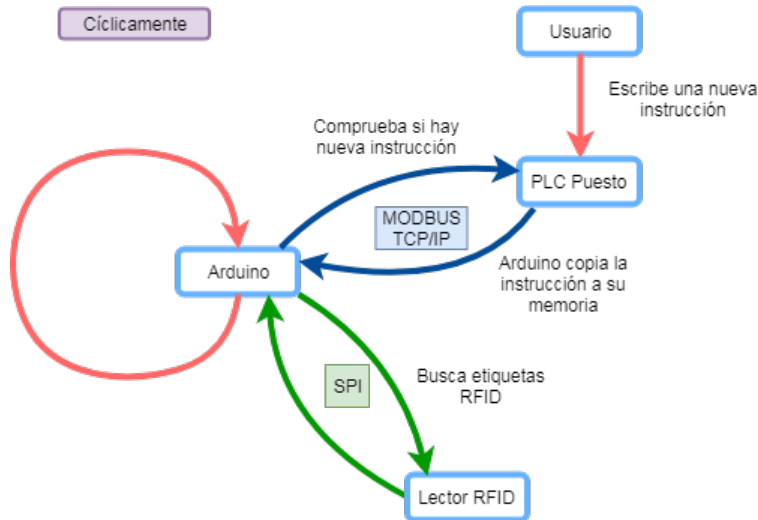 Cíclicamente
Usuario
Escribe una nueva
instrucción
Comprueba si hay
nueva instrucción
PLC Puesto
MODBUS
TCP/IP
Arduino
Arduino copia la
instrucción a su
memoria
SPI
Busca etiquetas
RFID
Lector RFID